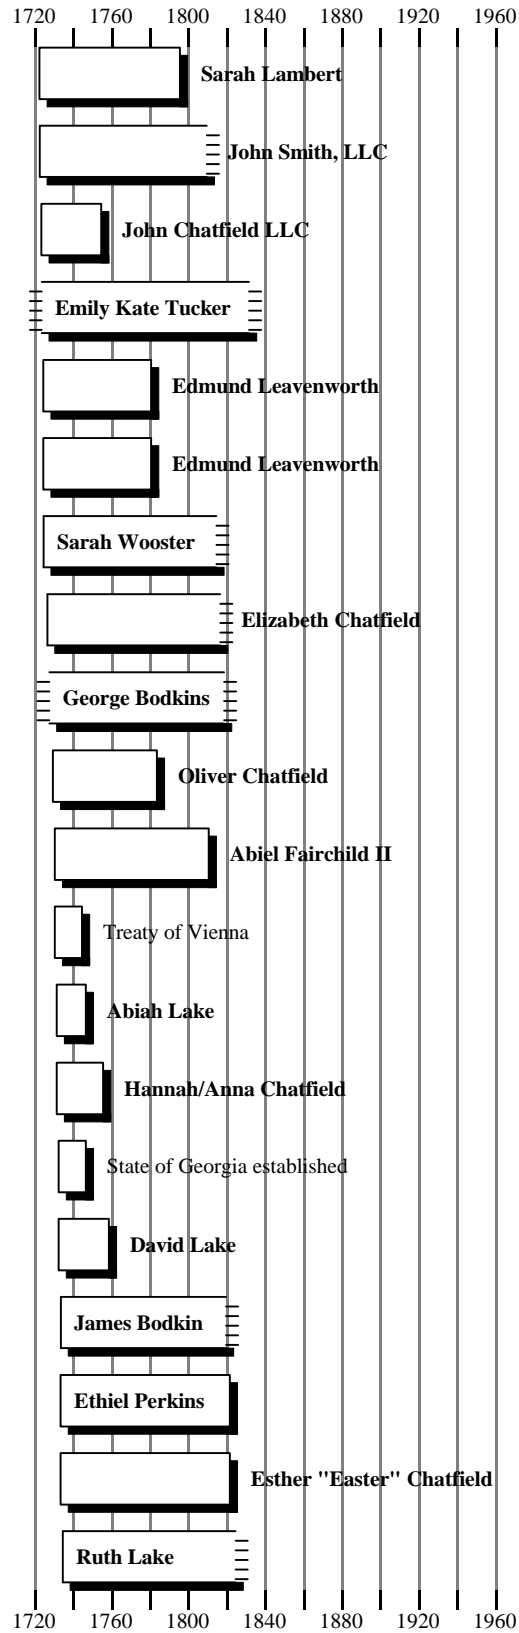 1720 1760 1800 1840 1880 1920 1960
Sarah Lambert
John Smith, LLC
John Chatfield LLC
Emily Kate Tucker
Edmund Leavenworth
Edmund Leavenworth
Sarah Wooster
Elizabeth Chatfield
George Bodkins
Oliver Chatfield
Abiel Fairchild II
Treaty of Vienna
Abiah Lake
Hannah/Anna Chatfield
State of Georgia established
David Lake
James Bodkin
Ethiel Perkins
Esther "Easter" Chatfield
Ruth Lake
1720 1760 1800 1840 1880 1920 1960